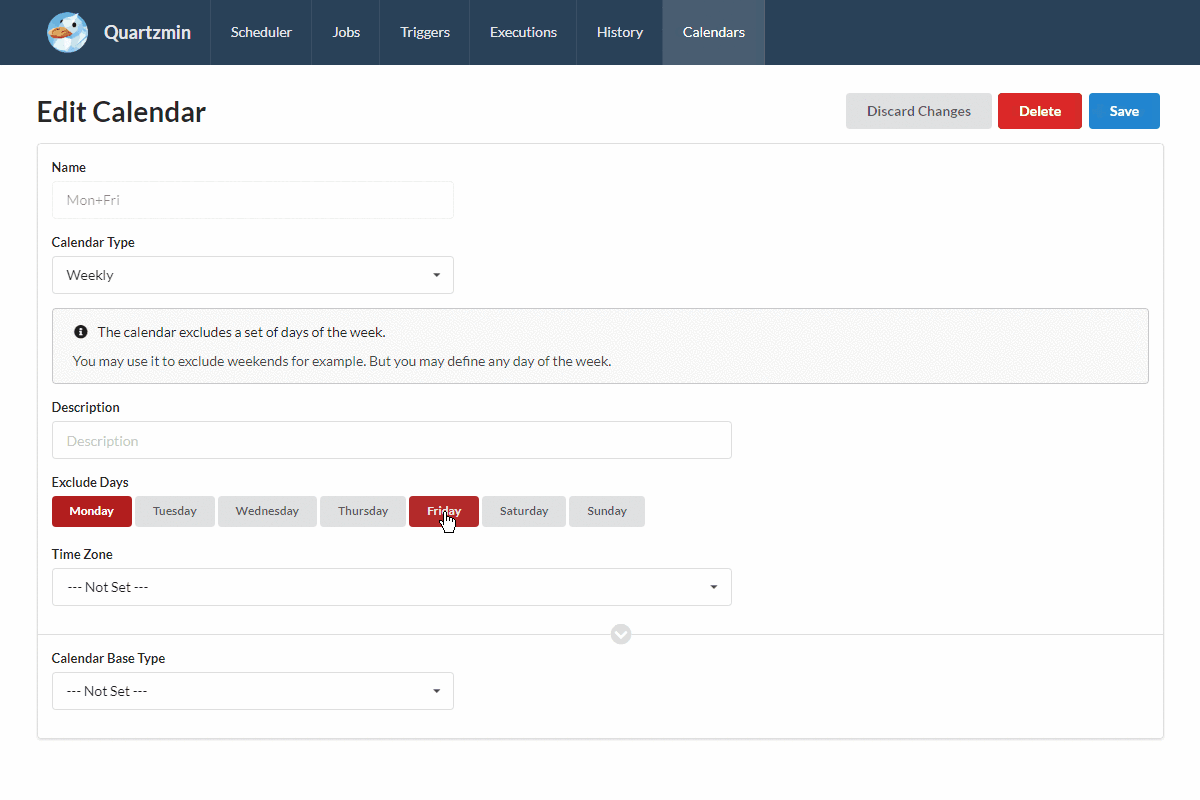 Quartzmin
Scheduler
Jobs
Triggers
Executions
History
Calendars
Edit Calendar
Discard Changes
Delete
Save
Name
Mon+Fri
Calendar Type
Weekly
The calendar excludes a set of days of the week.
You may use it to exclude weekends for example. But you may define any day of the week.
Description
Description
Exclude Days
Monday
Tuesday
Wednesday
Thursday
Friday
Saturday
Sunday
Time Zone
--- Not Set ---
Calendar Base Type
--- Not Set ---